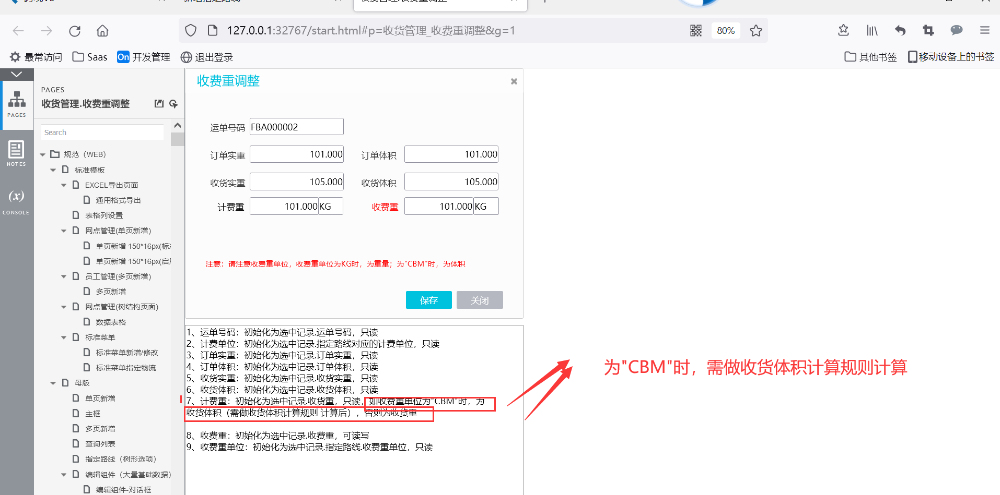 127.0.0.1:32767/start.html#p=收货管理_收费重调整&g=1
80%
最常访问
Saas
On 开发管理
退出登录
其他书签
移动设备上的书签
PAGES
收货管理.收费重调整
PAGES
NOTES
(x)
CONSOLE
Search
规范（WEB）
标准模板
EXCEL导出页面
通用格式导出
表格列设置
网点管理(单页新增)
单页新增 150*16px(标
单页新增 150*16px(启
员工管理(多页新增)
多页新增
网点管理(树结构页面)
数据表格
标准菜单
标准菜单新增/修改
标准菜单指定物流
母版
单页新增
主框
多页新增
查询列表
指定路线（树形选项）
编辑组件（大量基础数据）
编辑组件-对话框
收费重调整
运单号码 FBA000002
订单实重 101.000 订单体积 101.000
收货实重 105.000 收货体积 105.000
计费重 101.000 KG 收费重 101.000 KG
注意：请注意收费重单位，收费重单位为KG时，为重量；为"CBM"时，为体积
保存 关闭
1、运单号码：初始化为选中记录.运单号码，只读
2、计费单位：初始化为选中记录.指定路线对应的计费单位，只读
3、订单实重：初始化为选中记录.订单实重，只读
4、订单体积：初始化为选中记录.订单体积，只读
5、收货实重：初始化为选中记录.收货实重，只读
6、收货体积：初始化为选中记录.收货体积，只读
7、计费重：初始化为选中记录.收货重，只读，如收费重单位为"CBM"时，为
收货体积（需做收货体积计算规则 计算后），否则为收货重
8、收费重：初始化为选中记录.收费重，可读写
9、收费重单位：初始化为选中记录.指定路线.收费重单位，只读
为"CBM"时，需做收货体积计算规则计算